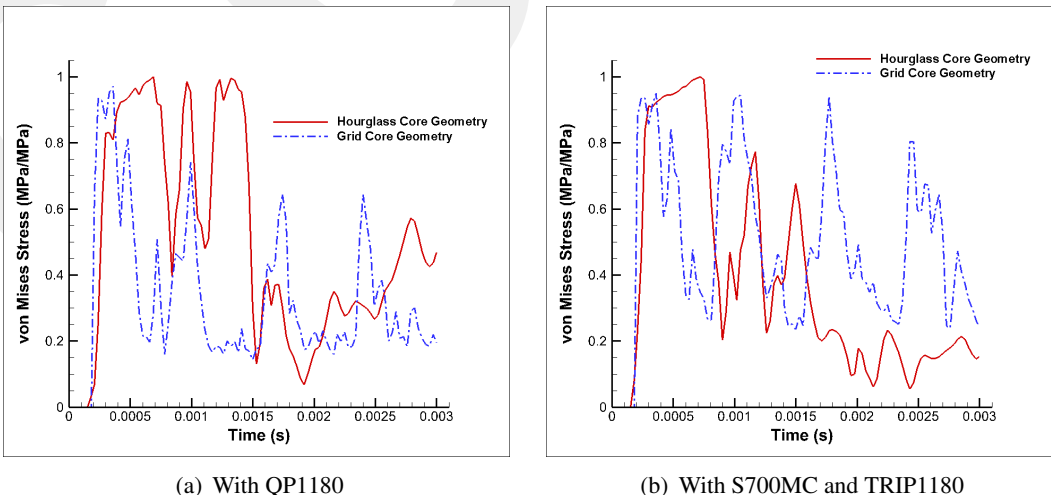 von Mises Stress (MPa/MPa)
1
0.8
0.6
0.4
0.2
0
Hourglass Core Geometry
Grid Core Geometry
0 0.0005 0.001 0.0015 0.002 0.0025 0.003
Time (s)
(a) With QP1180
von Mises Stress (MPa/MPa)
1
0.8
0.6
0.4
0.2
0
Hourglass Core Geometry
Grid Core Geometry
0 0.0005 0.001 0.0015 0.002 0.0025 0.003
Time (s)
(b) With S700MC and TRIP1180